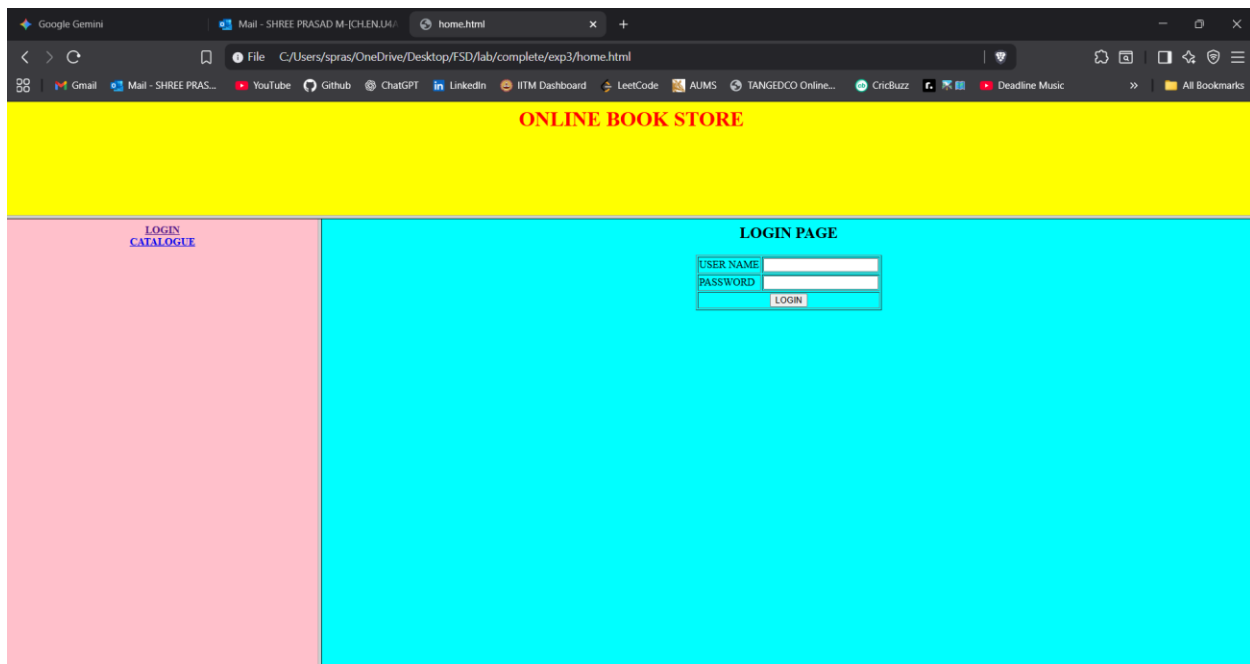 Google Gemini
Mail - SHREE PRASAD M-[CH.EN.U4A
home.html
File C:/Users/spras/OneDrive/Desktop/FSD/lab/complete/exp3/home.html
Gmail Mail - SHREE PRAS... YouTube Github ChatGPT LinkedIn IITM Dashboard LeetCode AUMS TANGEDCO Online... CricBuzz r. Deadline Music » All Bookmarks
ONLINE BOOK STORE
LOGIN
CATALOGUE
LOGIN PAGE
USER NAME
PASSWORD
LOGIN